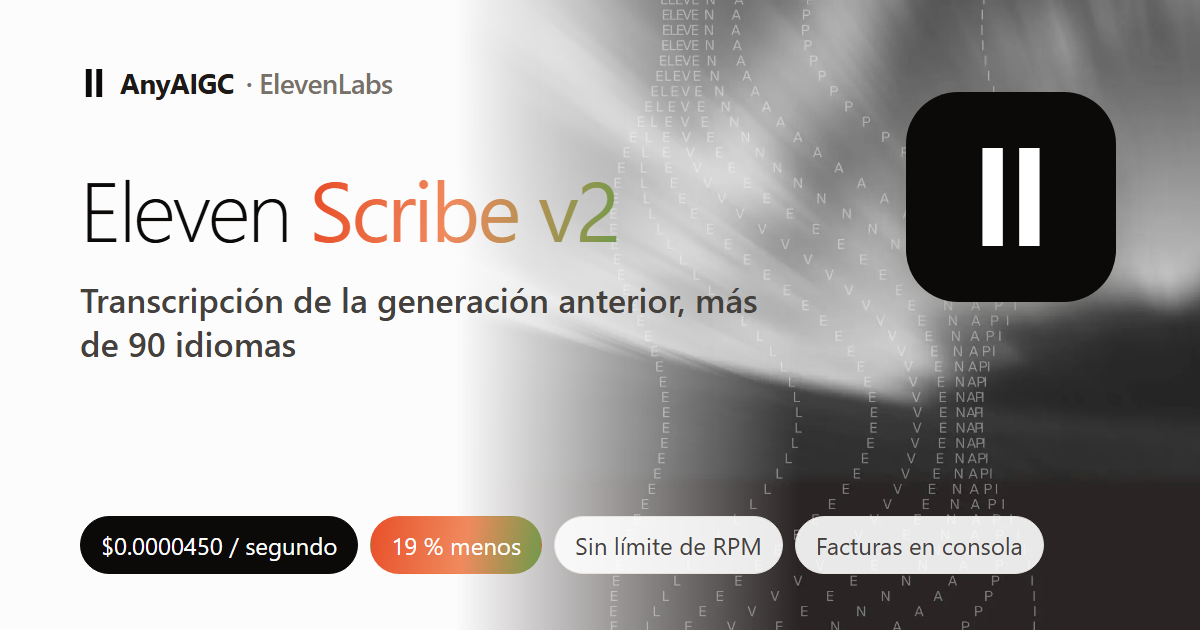 AnyAIGC · ElevenLabs
Eleven Scribe v2
Transcripción de la generación anterior, más
de 90 idiomas
$0.0000450 / segundo
19 % menos
Sin límite de RPM
Facturas en consola